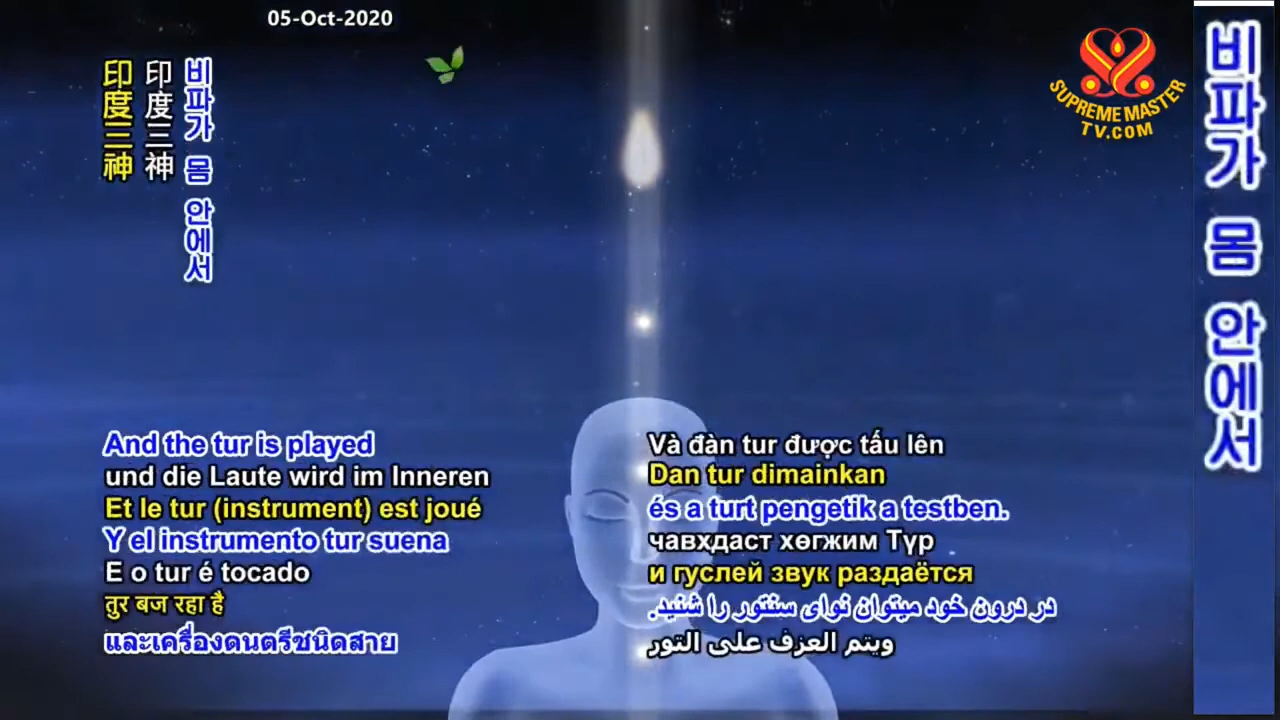 05-Oct-2020
印度三神
印度三神
비파가 몸 안에서
SUPREME MASTER
TV.COM
비파가 몸 안에서
And the tur is played
und die Laute wird im Inneren
Et le tur (instrument) est joué
Y el instrumento tur suena
E o tur é tocado
तुर बज रहा है
และเครื่องดนตรีชนิดสาย
Và đàn tur được tấu lên
Dan tur dimainkan
és a turt pengetik a testben.
чавхдаст хөгжим Түр
и гуслей звук раздаётся
در درون خود میتوان نوای سنتور را شنید.
ويتم العزف على التور